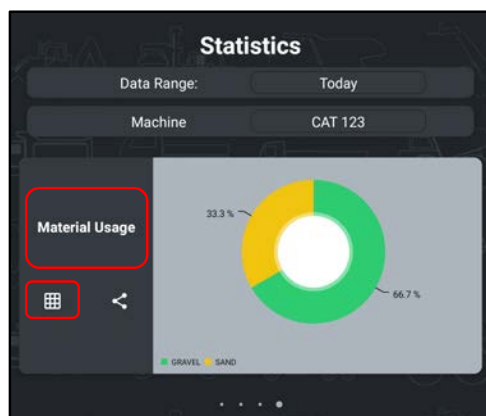 Statistics
Data Range: Today
Machine CAT 123
Material Usage
33.3 %
66.7 %
GRAVEL SAND